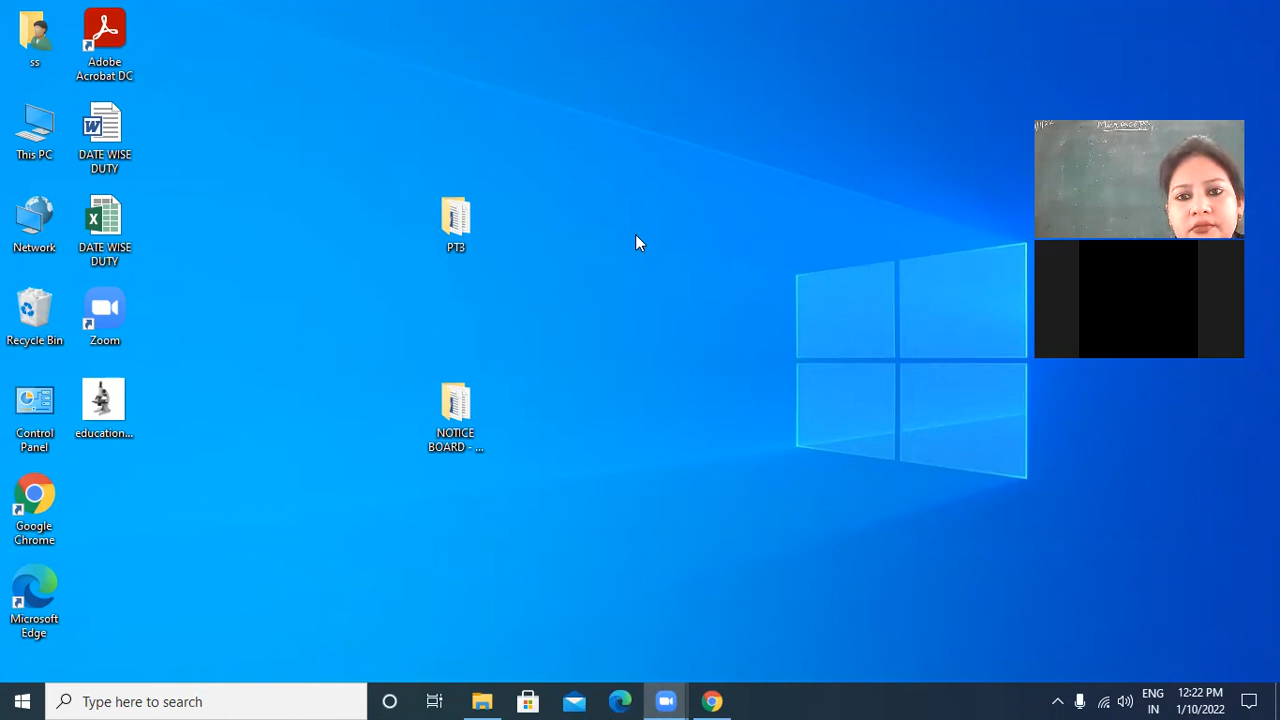 ss
Adobe
Acrobat DC
This PC
DATE WISE
DUTY
Network
DATE WISE
DUTY
Recycle Bin
Zoom
Control
Panel
education...
Google
Chrome
Microsoft
Edge
PT3
NOTICE
BOARD - ...
Type here to search
ENG
IN
12:22 PM
1/10/2022